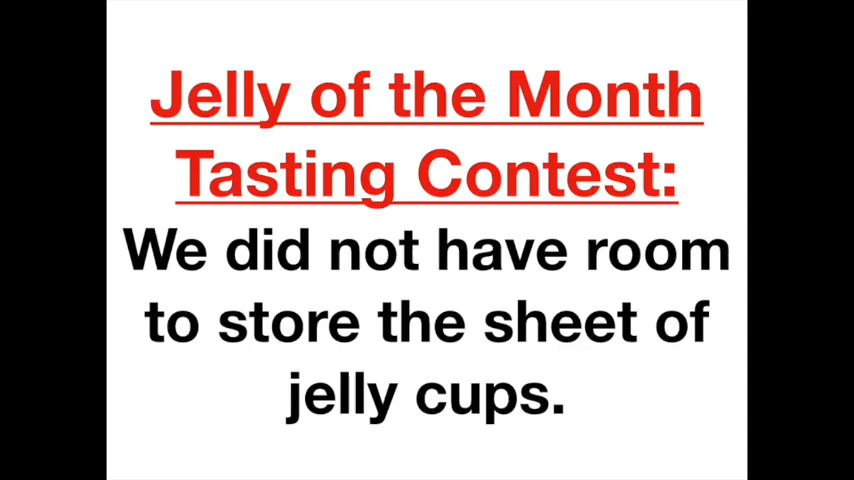 Jelly of the Month
Tasting Contest:
We did not have room
to store the sheet of
jelly cups.